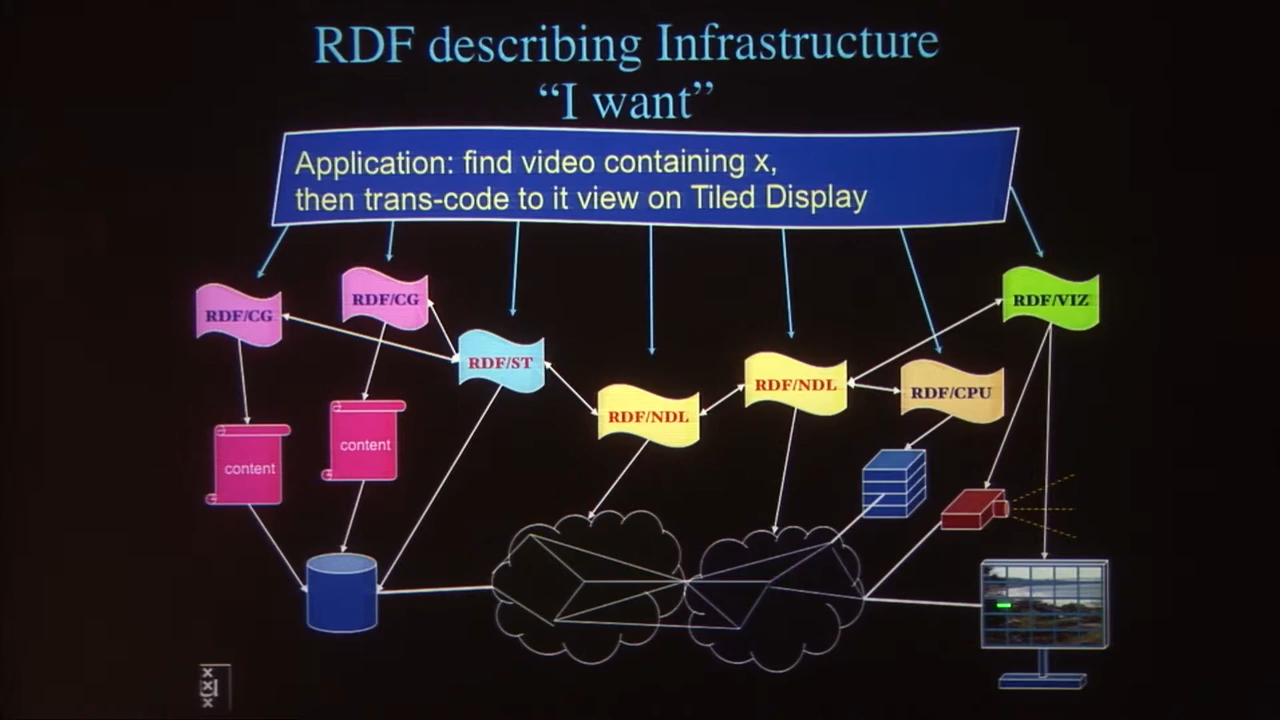 RDF describing Infrastructure
“I want”
Application: find video containing x,
then trans-code to it view on Tiled Display
RDF/CG
RDF/CG
RDF/VIZ
RDF/ST
RDF/NDL
RDF/CPU
RDF/NDL
content
content